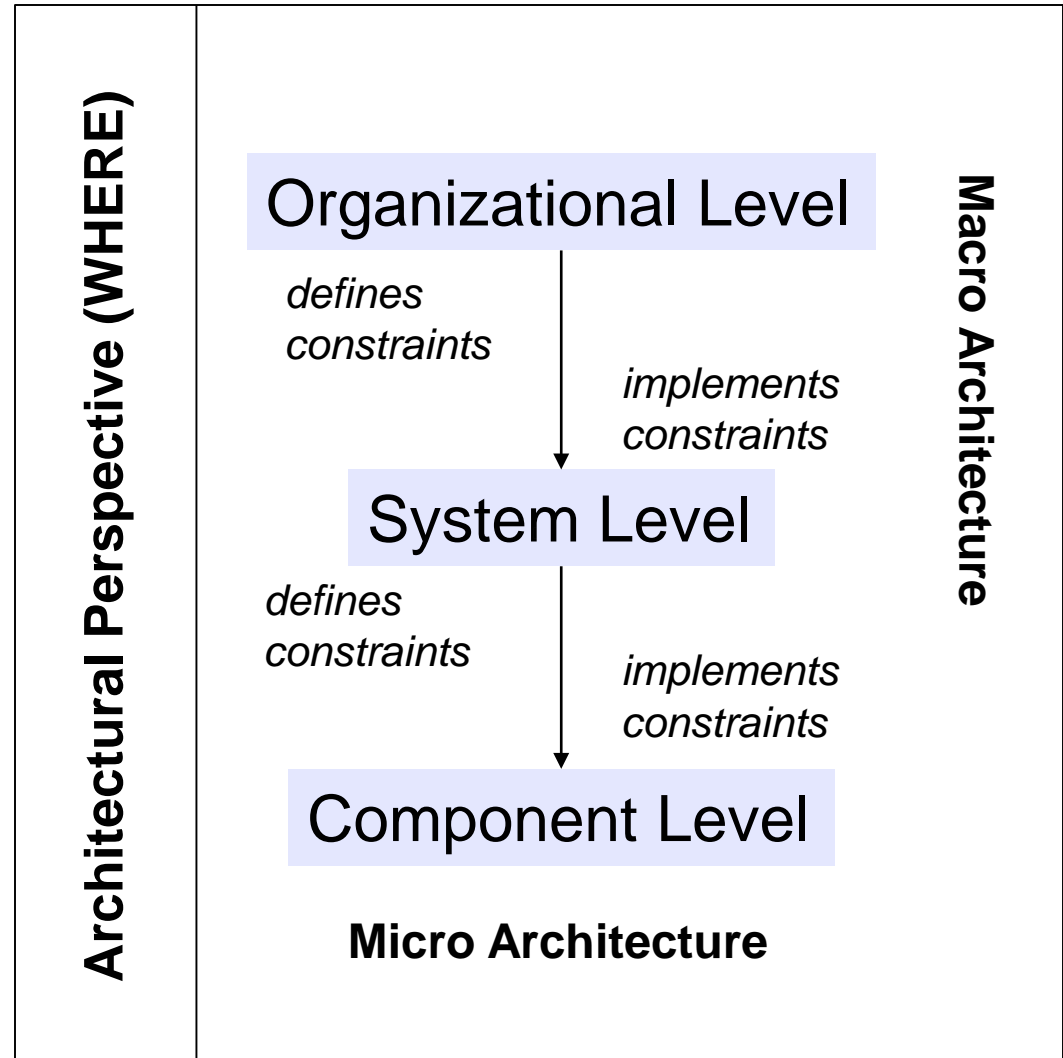 Architectural Perspective (WHERE)
Organizational Level
Macro Architecture
defines
constraints
implements
constraints
System Level
defines
constraints
implements
constraints
Component Level
Micro Architecture